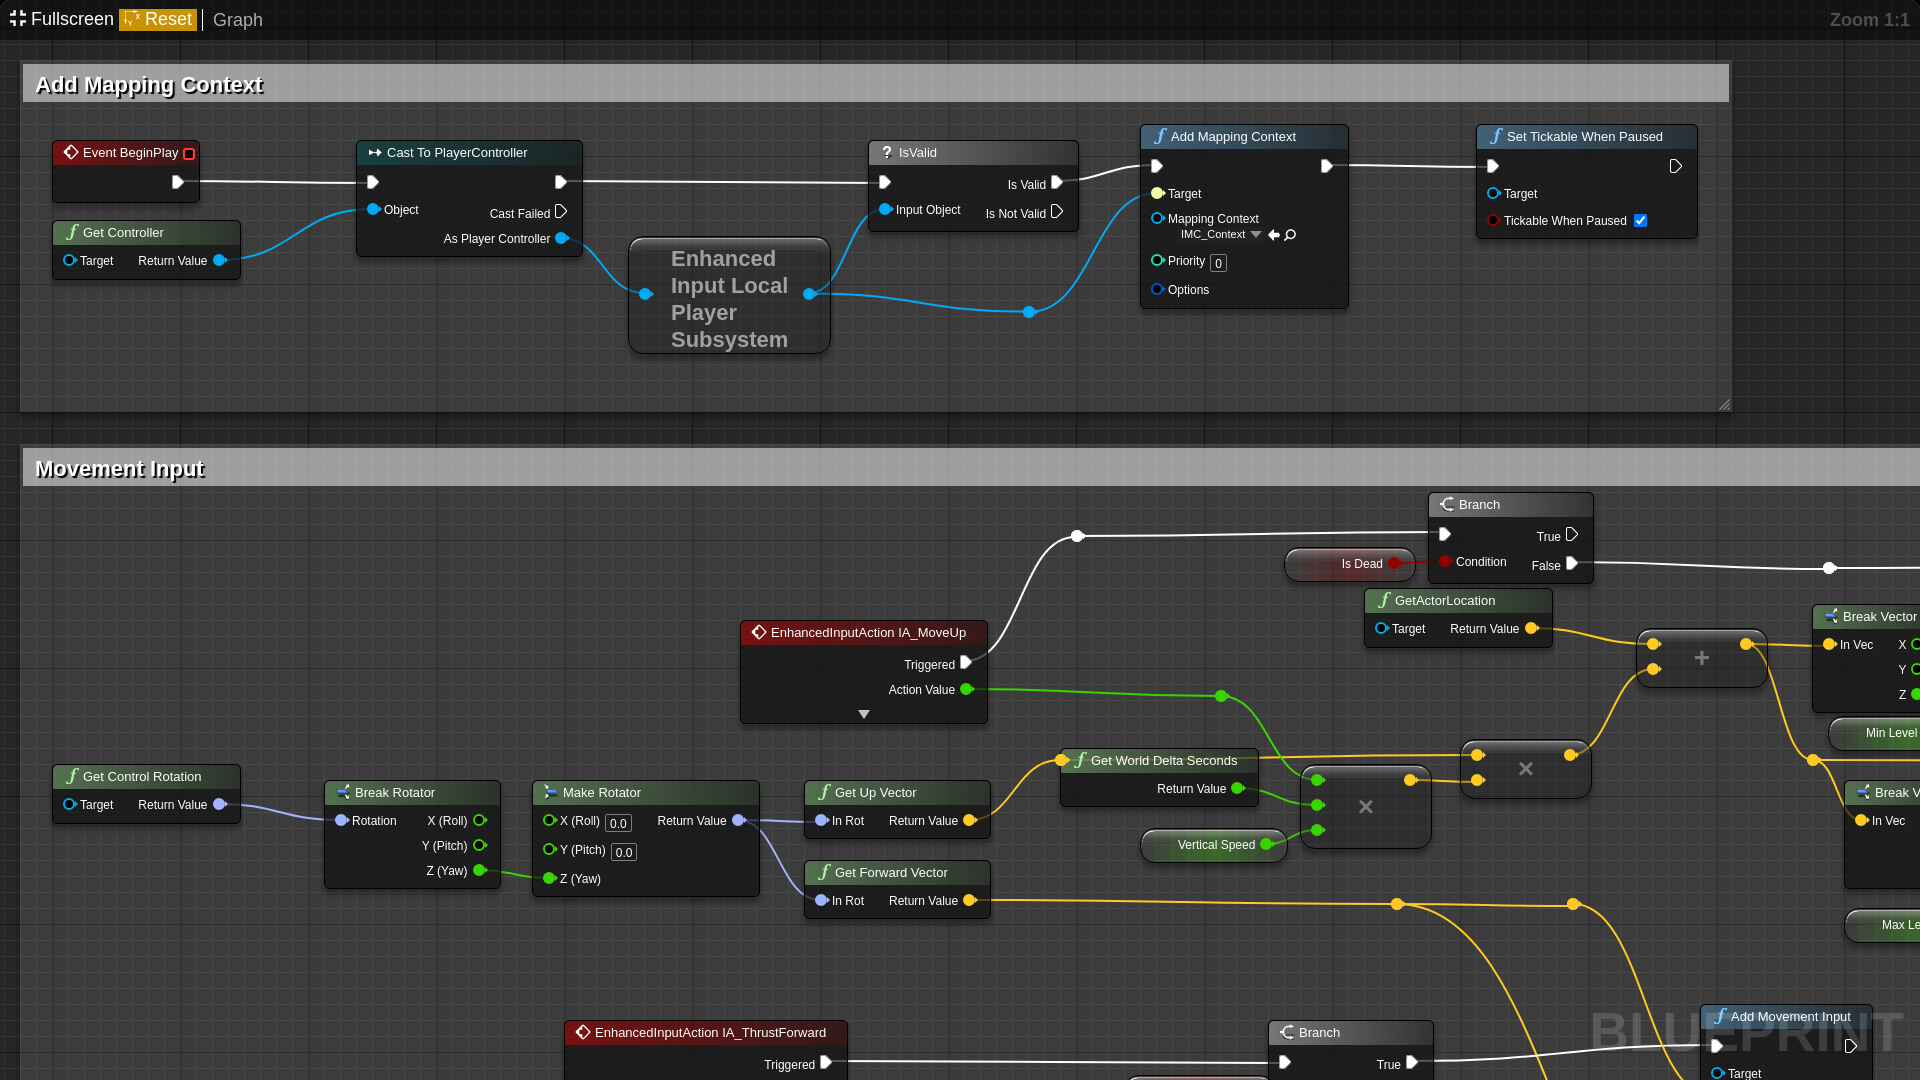 Fullscreen Reset Graph Zoom 1:1
Add Mapping Context
Event BeginPlay
Get Controller
Target Return Value
Cast To PlayerController
Object
Cast Failed
As Player Controller
Enhanced
Input Local
Player
Subsystem
? IsValid
Is Valid
Input Object Is Not Valid
f Add Mapping Context
Target
Mapping Context
IMC_Context
Priority 0
Options
f Set Tickable When Paused
Target
Tickable When Paused
Movement Input
Branch
True
Is Dead
Condition
False
f GetActorLocation
Target Return Value
EnhancedInputAction IA_MoveUp
Triggered
Action Value
+
Break Vector
In Vec X
Y
Z
Min Level
f Get World Delta Seconds
Return Value
Vertical Speed
×
×
f Get Control Rotation
Target Return Value
Break Rotator
Rotation X (Roll)
Y (Pitch)
Z (Yaw)
Make Rotator
X (Roll) 0.0 Return Value
Y (Pitch) 0.0
Z (Yaw)
f Get Up Vector
In Rot Return Value
f Get Forward Vector
In Rot Return Value
Break V
In Vec
Max Le
EnhancedInputAction IA_ThrustForward
Triggered
Branch
True
f Add Movement Input
Target
BLUEPRINT